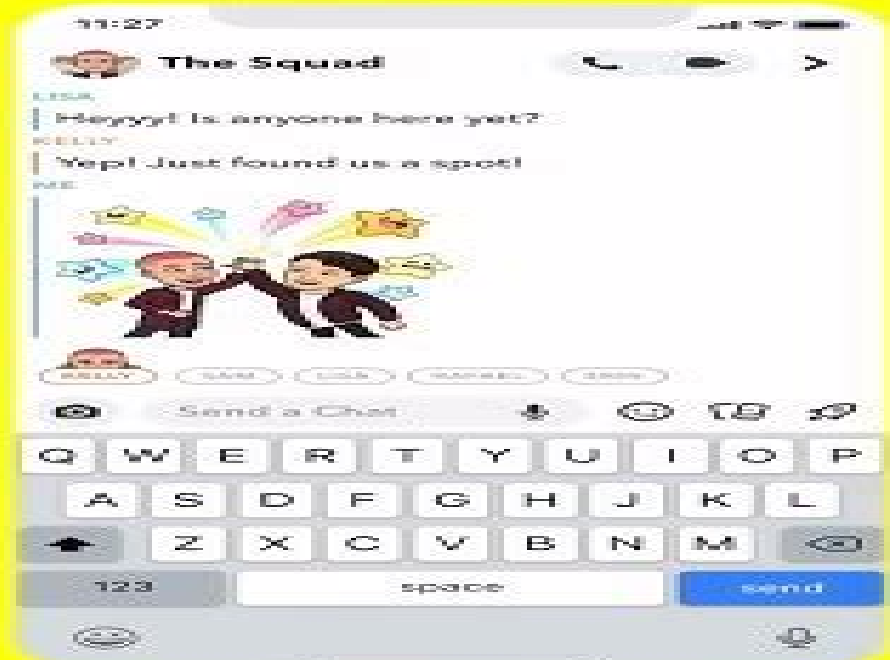 11:27
The Squad
LISA
Heyyy! Is anyone here yet?
KELLY
Yep! Just found us a spot!
ME
KELLY SAM LISA RAFAEL
Send a Chat
Q W E R T Y U I O P
A S D F G H J K L
Z X C V B N M
123 space send